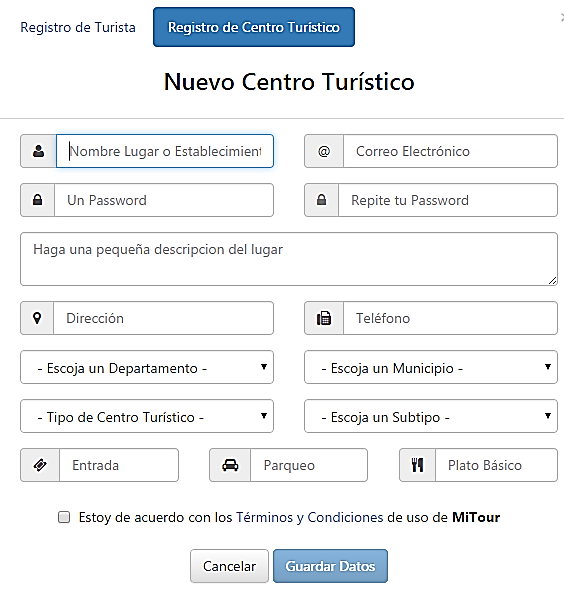 Registro de Turista Registro de Centro Turístico
Nuevo Centro Turístico
Nombre Lugar o Establecimient @ Correo Electrónico
Un Password Repite tu Password
Haga una pequeña descripcion del lugar
Dirección Teléfono
- Escoja un Departamento - - Escoja un Municipio -
- Tipo de Centro Turístico - - Escoja un Subtipo -
Entrada Parqueo Plato Básico
Estoy de acuerdo con los Términos y Condiciones de uso de MiTour
Cancelar Guardar Datos